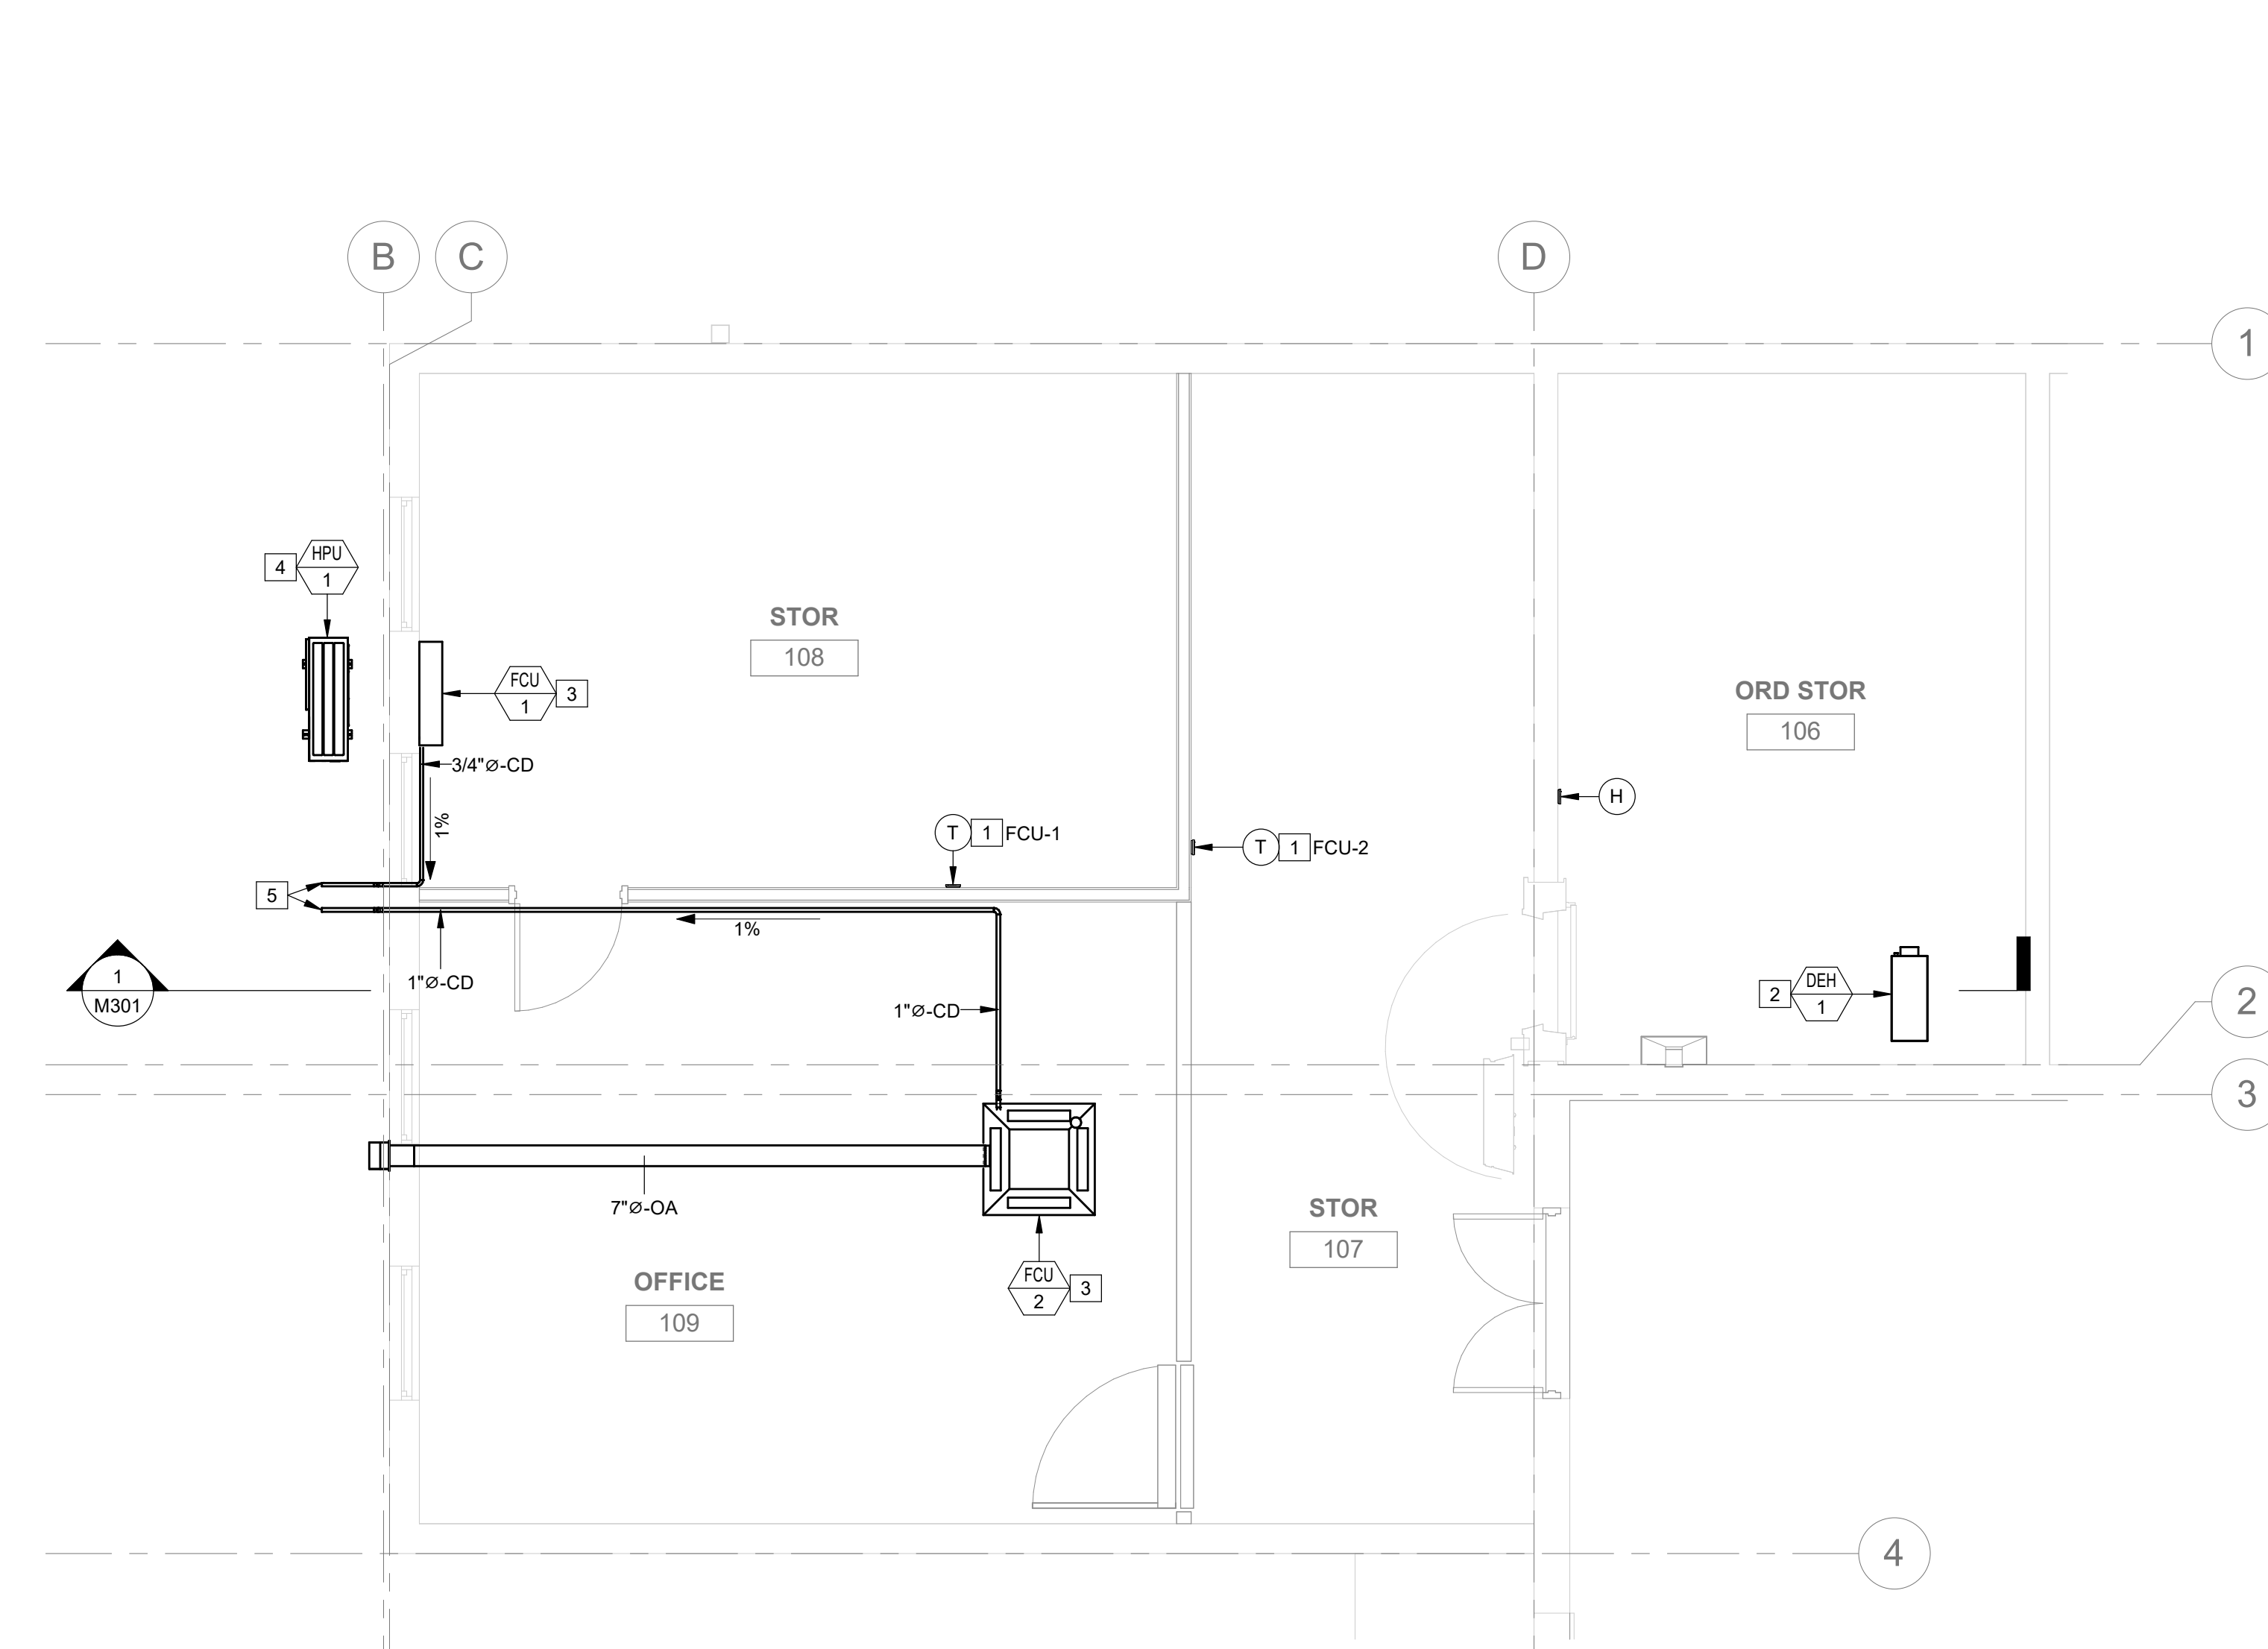 B
C
D
1
HPU
4
1
STOR
108
FCU
3
1
ORD STOR
106
3/4"⌀-CD
1%
H
T
1
FCU-1
T
1
FCU-2
5
1%
1
M301
1"⌀-CD
1"⌀-CD
DEH
2
1
2
3
7"⌀-OA
STOR
107
OFFICE
109
FCU
3
2
4